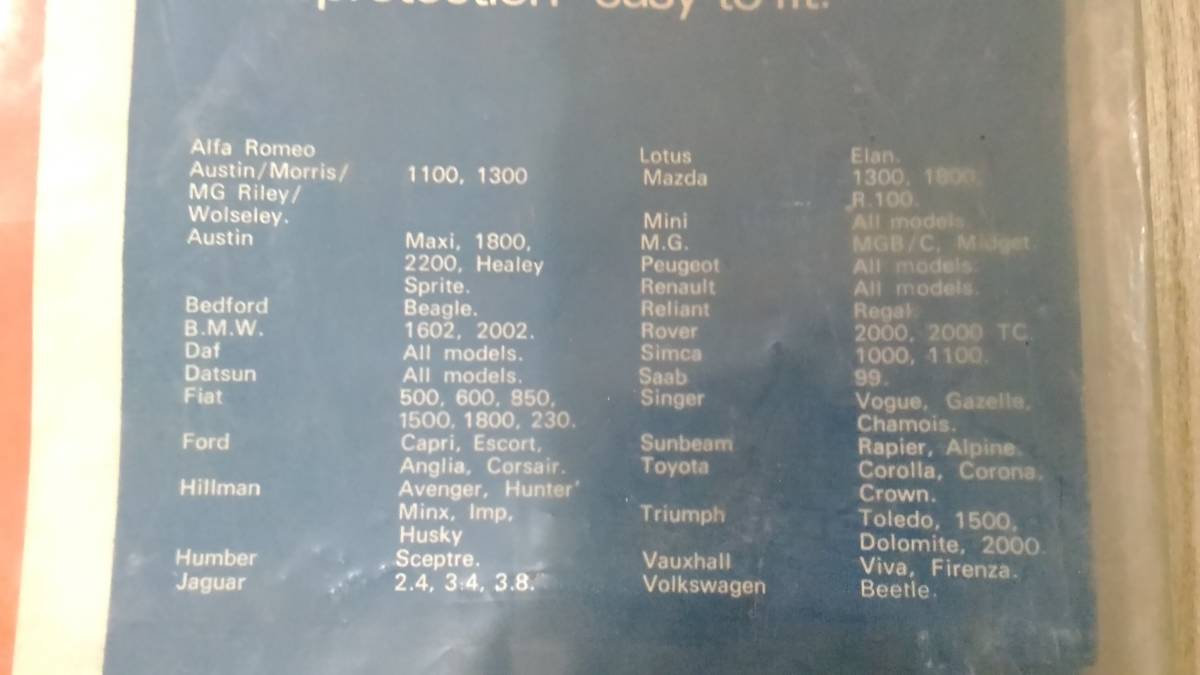 protection easy to fit.
Alfa Romeo
Austin/Morris/ 1100, 1300
MG Riley/
Wolseley.
Austin Maxi, 1800,
2200, Healey
Sprite.
Bedford Beagle.
B.M.W. 1602, 2002.
Daf All models.
Datsun All models.
Fiat 500, 600, 850,
1500, 1800, 230.
Ford Capri, Escort,
Anglia, Corsair.
Hillman Avenger, Hunter'
Minx, Imp,
Husky
Humber Sceptre.
Jaguar 2.4, 3.4, 3.8.
Lotus Elan.
Mazda 1300, 1800,
R.100.
Mini All models.
M.G. MGB/C, Midget.
Peugeot All models.
Renault All models.
Reliant Regal.
Rover 2000, 2000 TC.
Simca 1000, 1100.
Saab 99.
Singer Vogue, Gazelle,
Chamois.
Sunbeam Rapier, Alpine.
Toyota Corolla, Corona,
Crown.
Triumph Toledo, 1500,
Dolomite, 2000.
Vauxhall Viva, Firenza.
Volkswagen Beetle.